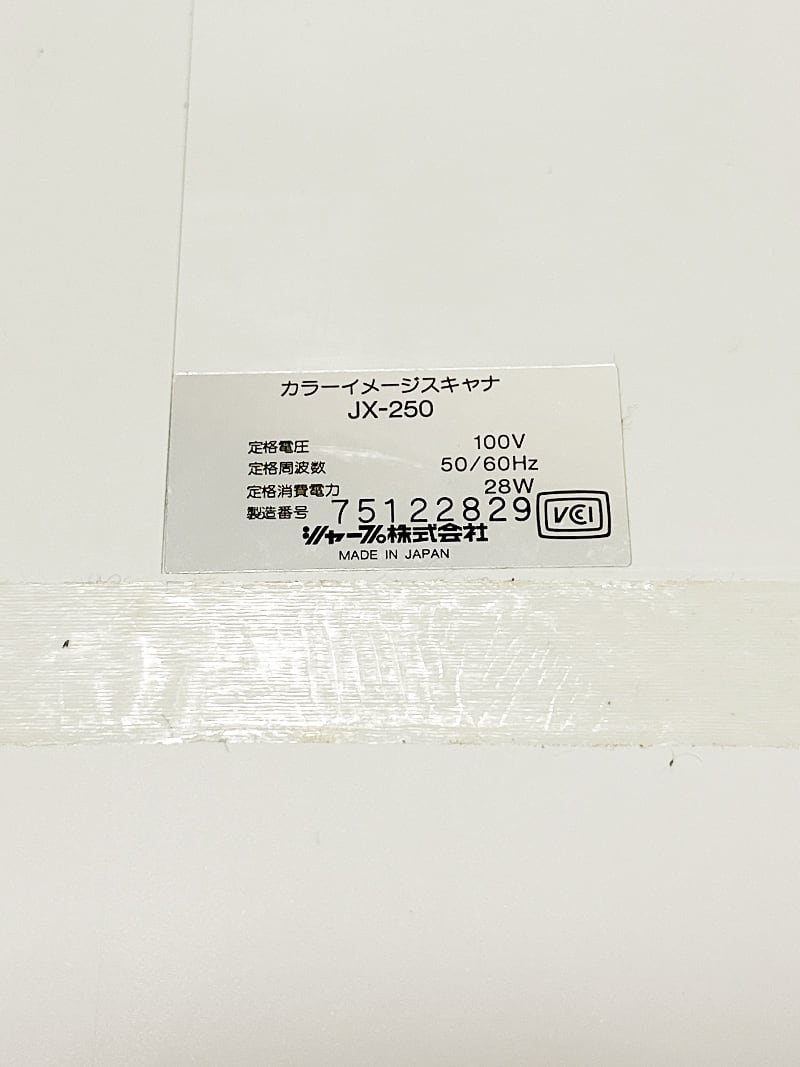 カラーイメージスキャナ
JX-250
定格電圧 100V
定格周波数 50/60Hz
定格消費電力 28W
製造番号 75122829
シャープ株式会社
MADE IN JAPAN
VCI